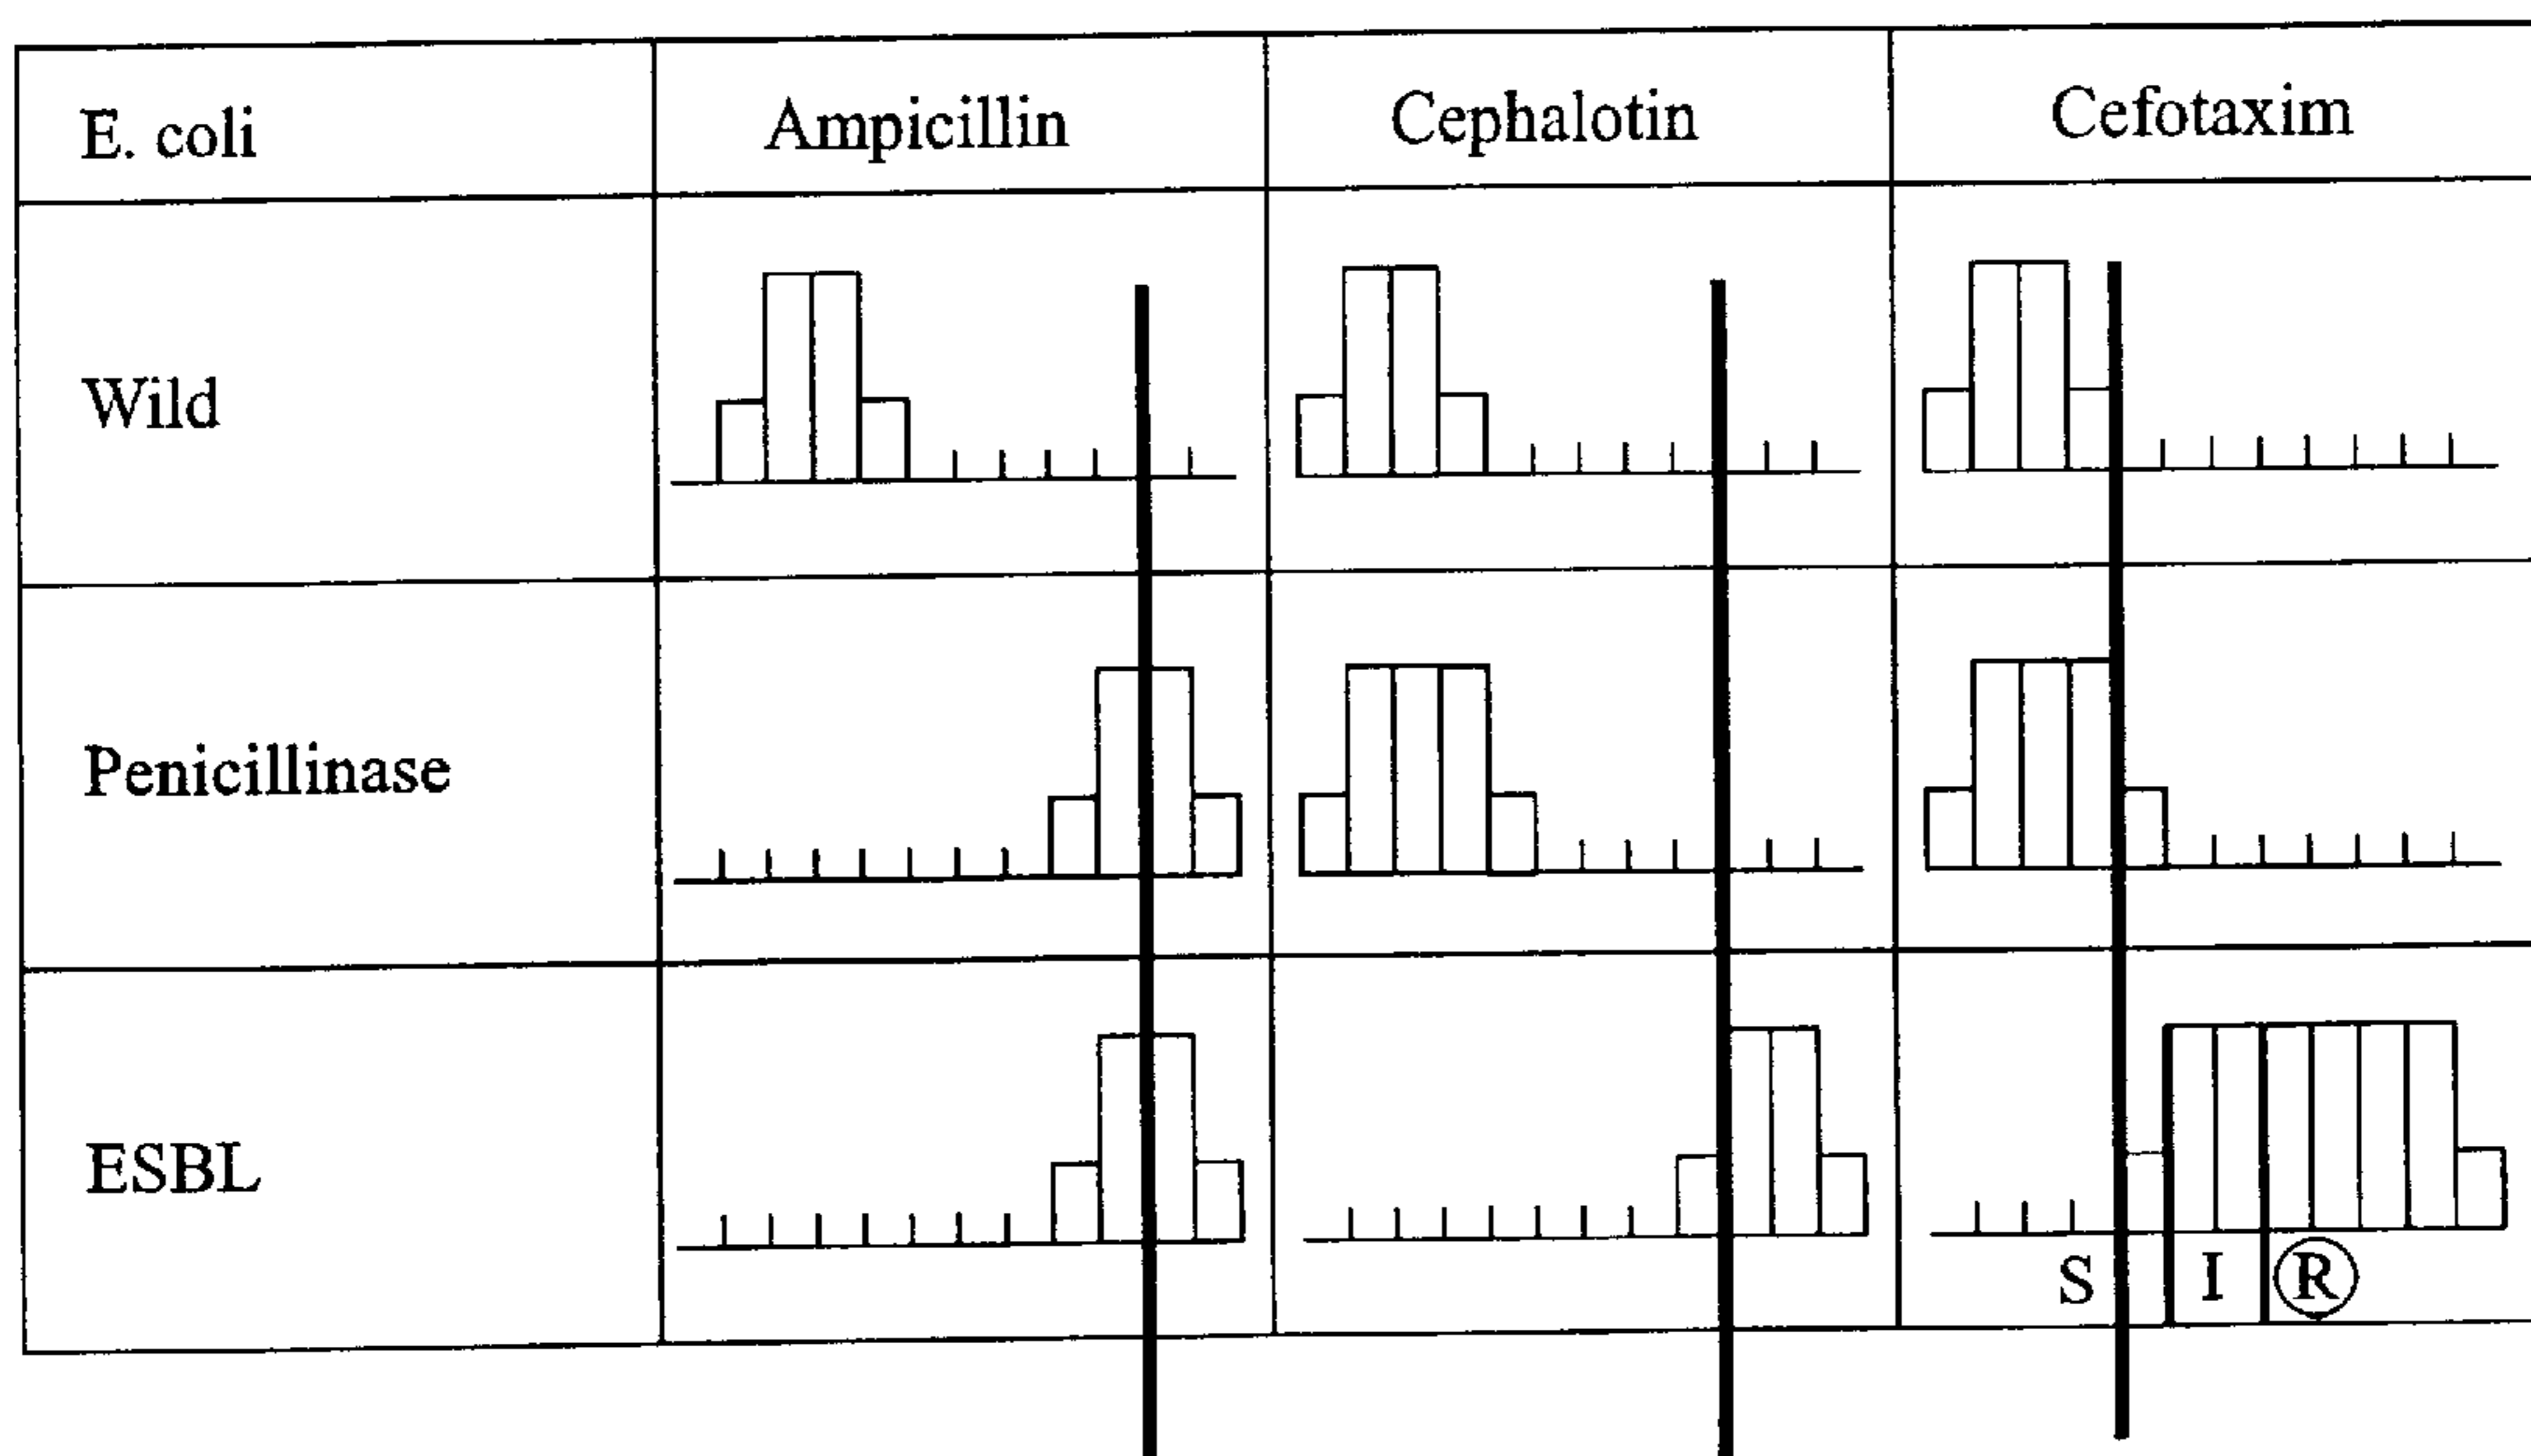 E. coli Ampicillin Cephalotin Cefotaxim
Wild
Penicillinase
ESBL
S I R